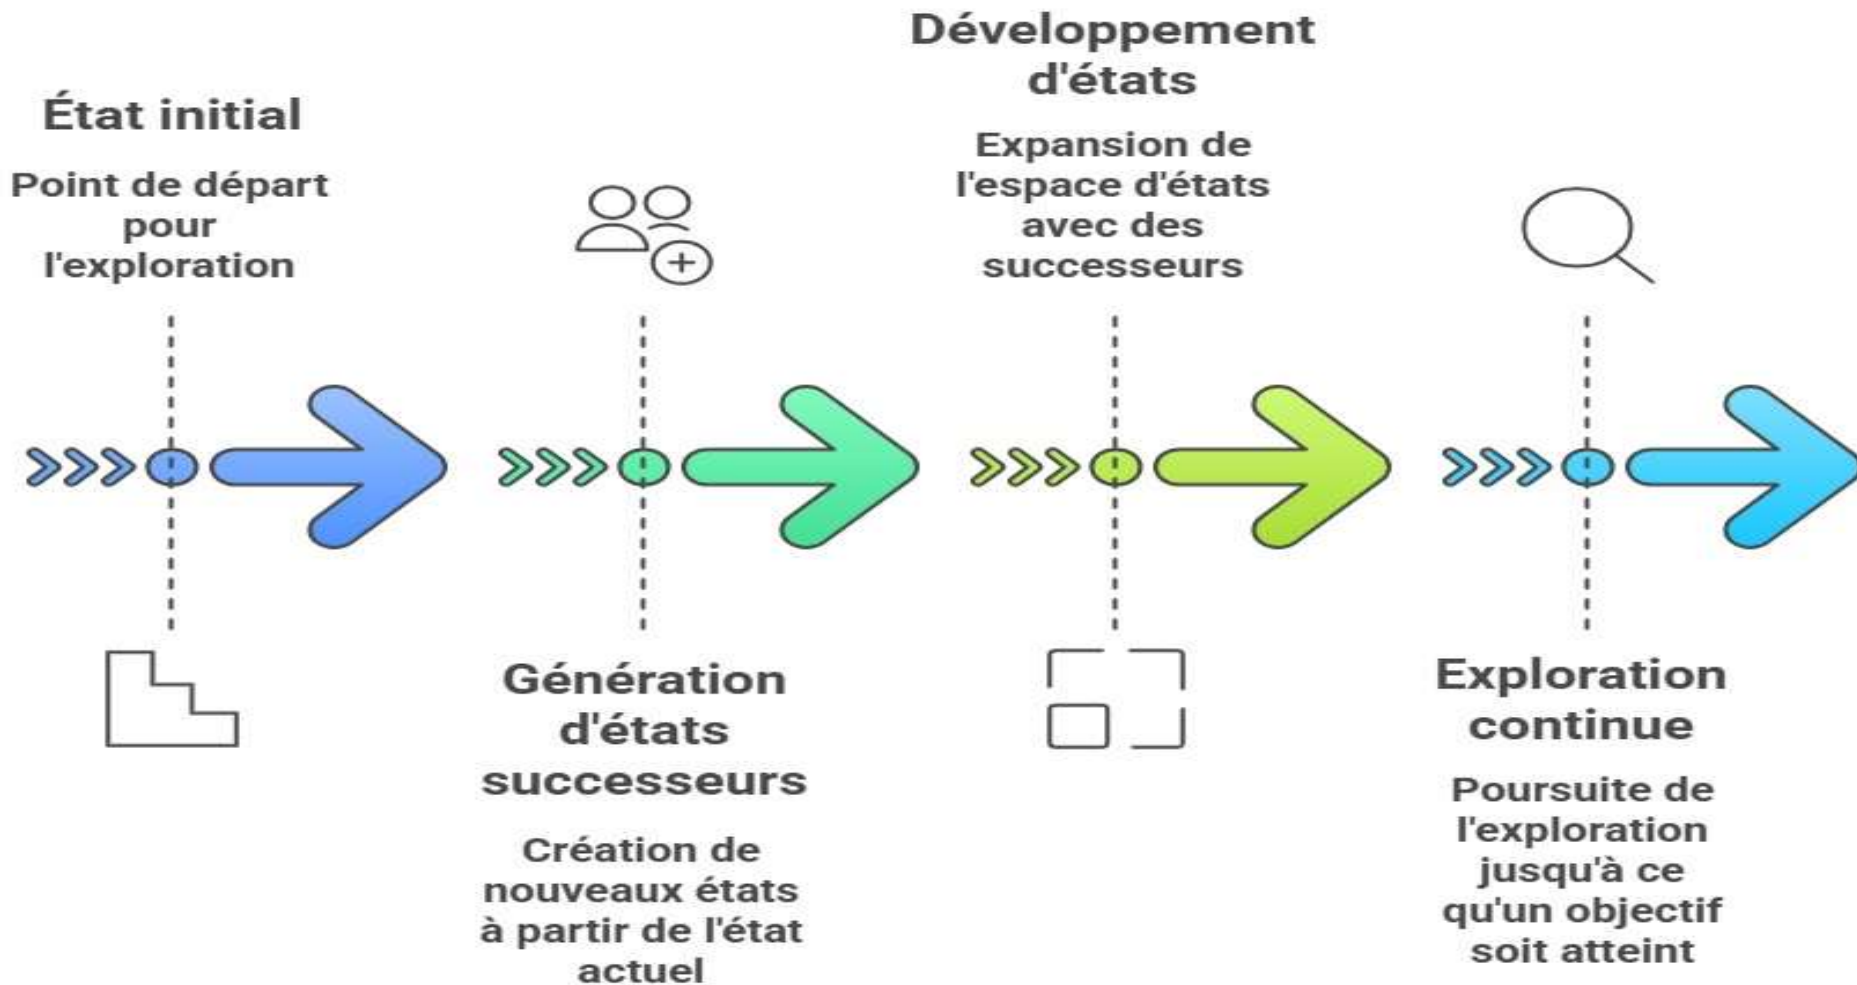 État initial
Point de départ
pour
l'exploration
Génération
d'états
successeurs
Création de
nouveaux états
à partir de l'état
actuel
Développement
d'états
Expansion de
l'espace d'états
avec des
successeurs
Exploration
continue
Poursuite de
l'exploration
jusqu'à ce
qu'un objectif
soit atteint